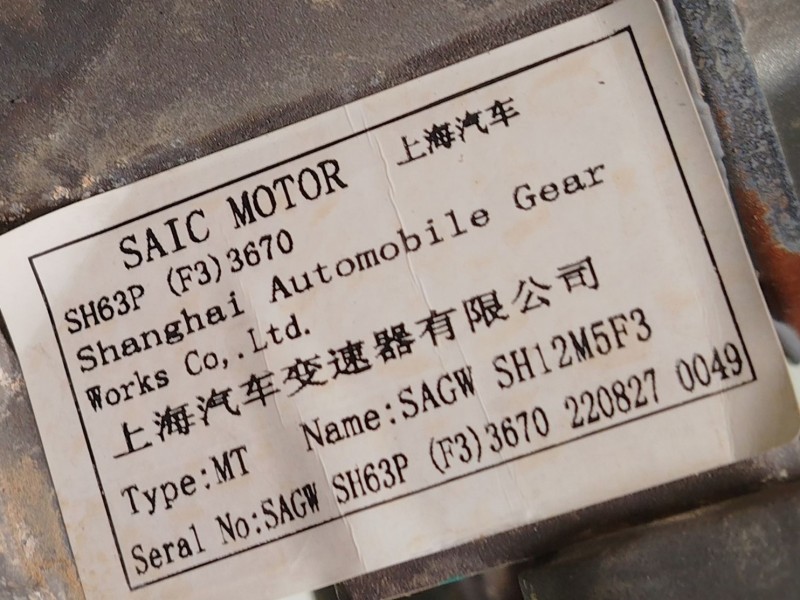 SAIC MOTOR 上海汽车
SH63P (F3)3670
Shanghai Automobile Gear
Works Co,.Ltd.
上海汽车变速器有限公司
Type:MT Name:SAGW SH12M5F3
Seral No:SAGW SH63P (F3)3670 220827 0049